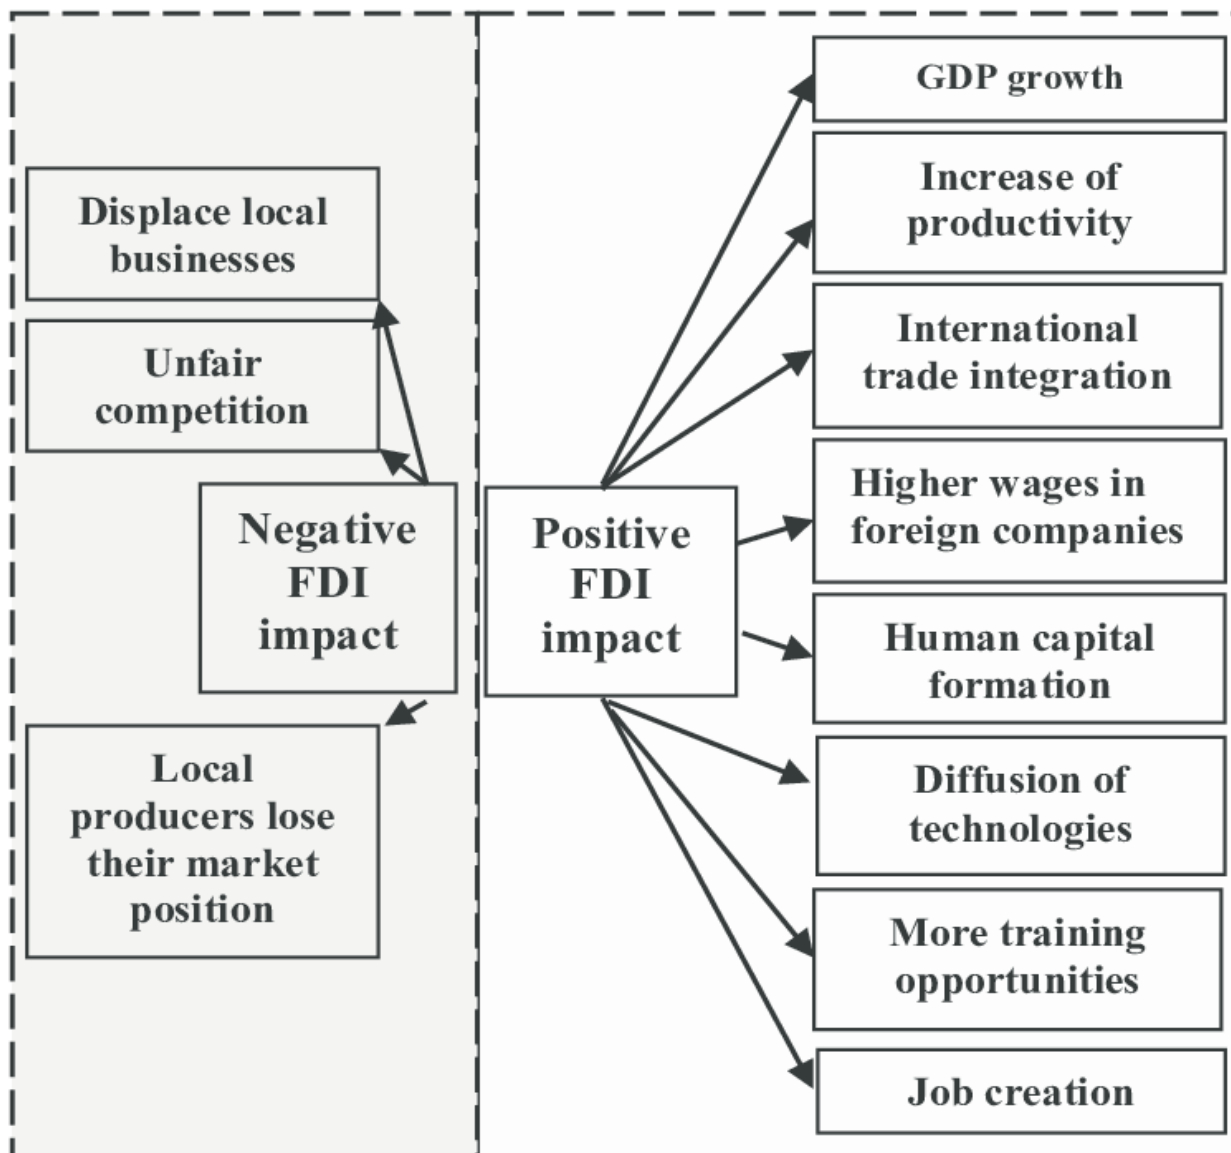 Displace local
businesses
Unfair
competition
Negative
FDI
impact
Local
producers lose
their market
position
Positive
FDI
impact
GDP growth
Increase of
productivity
International
trade integration
Higher wages in
foreign companies
Human capital
formation
Diffusion of
technologies
More training
opportunities
Job creation